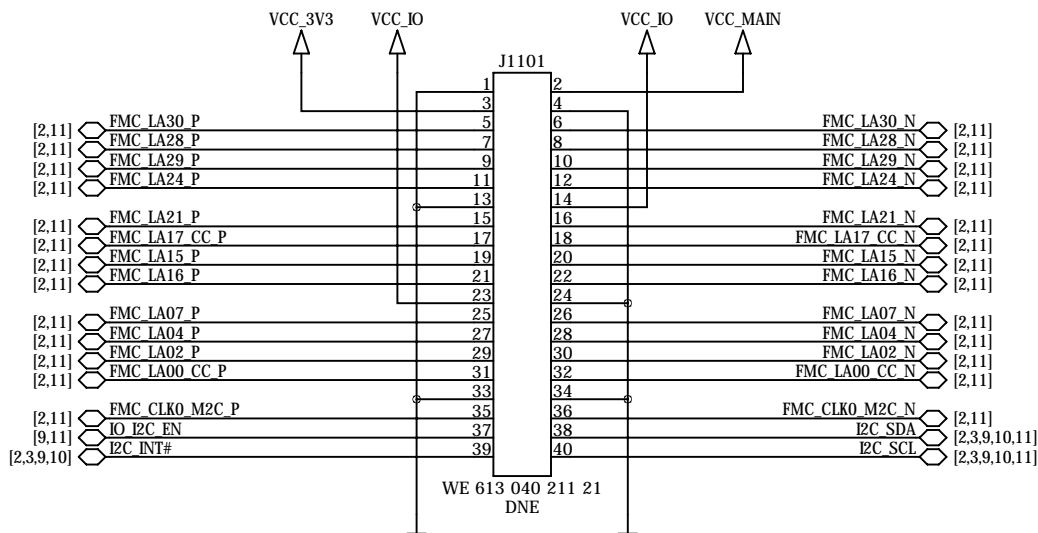 VCC_3V3 VCC_IO VCC_IO VCC_MAIN
J1101
1 2
3 4
[2,11] FMC_LA30_P 5 6 FMC_LA30_N [2,11]
[2,11] FMC_LA28_P 7 8 FMC_LA28_N [2,11]
[2,11] FMC_LA29_P 9 10 FMC_LA29_N [2,11]
[2,11] FMC_LA24_P 11 12 FMC_LA24_N [2,11]
13 14
[2,11] FMC_LA21_P 15 16 FMC_LA21_N [2,11]
[2,11] FMC_LA17_CC_P 17 18 FMC_LA17_CC_N [2,11]
[2,11] FMC_LA15_P 19 20 FMC_LA15_N [2,11]
[2,11] FMC_LA16_P 21 22 FMC_LA16_N [2,11]
23 24
[2,11] FMC_LA07_P 25 26 FMC_LA07_N [2,11]
[2,11] FMC_LA04_P 27 28 FMC_LA04_N [2,11]
[2,11] FMC_LA02_P 29 30 FMC_LA02_N [2,11]
[2,11] FMC_LA00_CC_P 31 32 FMC_LA00_CC_N [2,11]
33 34
[2,11] FMC_CLK0_M2C_P 35 36 FMC_CLK0_M2C_N [2,11]
[9,11] IO_I2C_EN 37 38 I2C_SDA [2,3,9,10,11]
[2,3,9,10] I2C_INT# 39 40 I2C_SCL [2,3,9,10,11]
WE 613 040 211 21
DNE